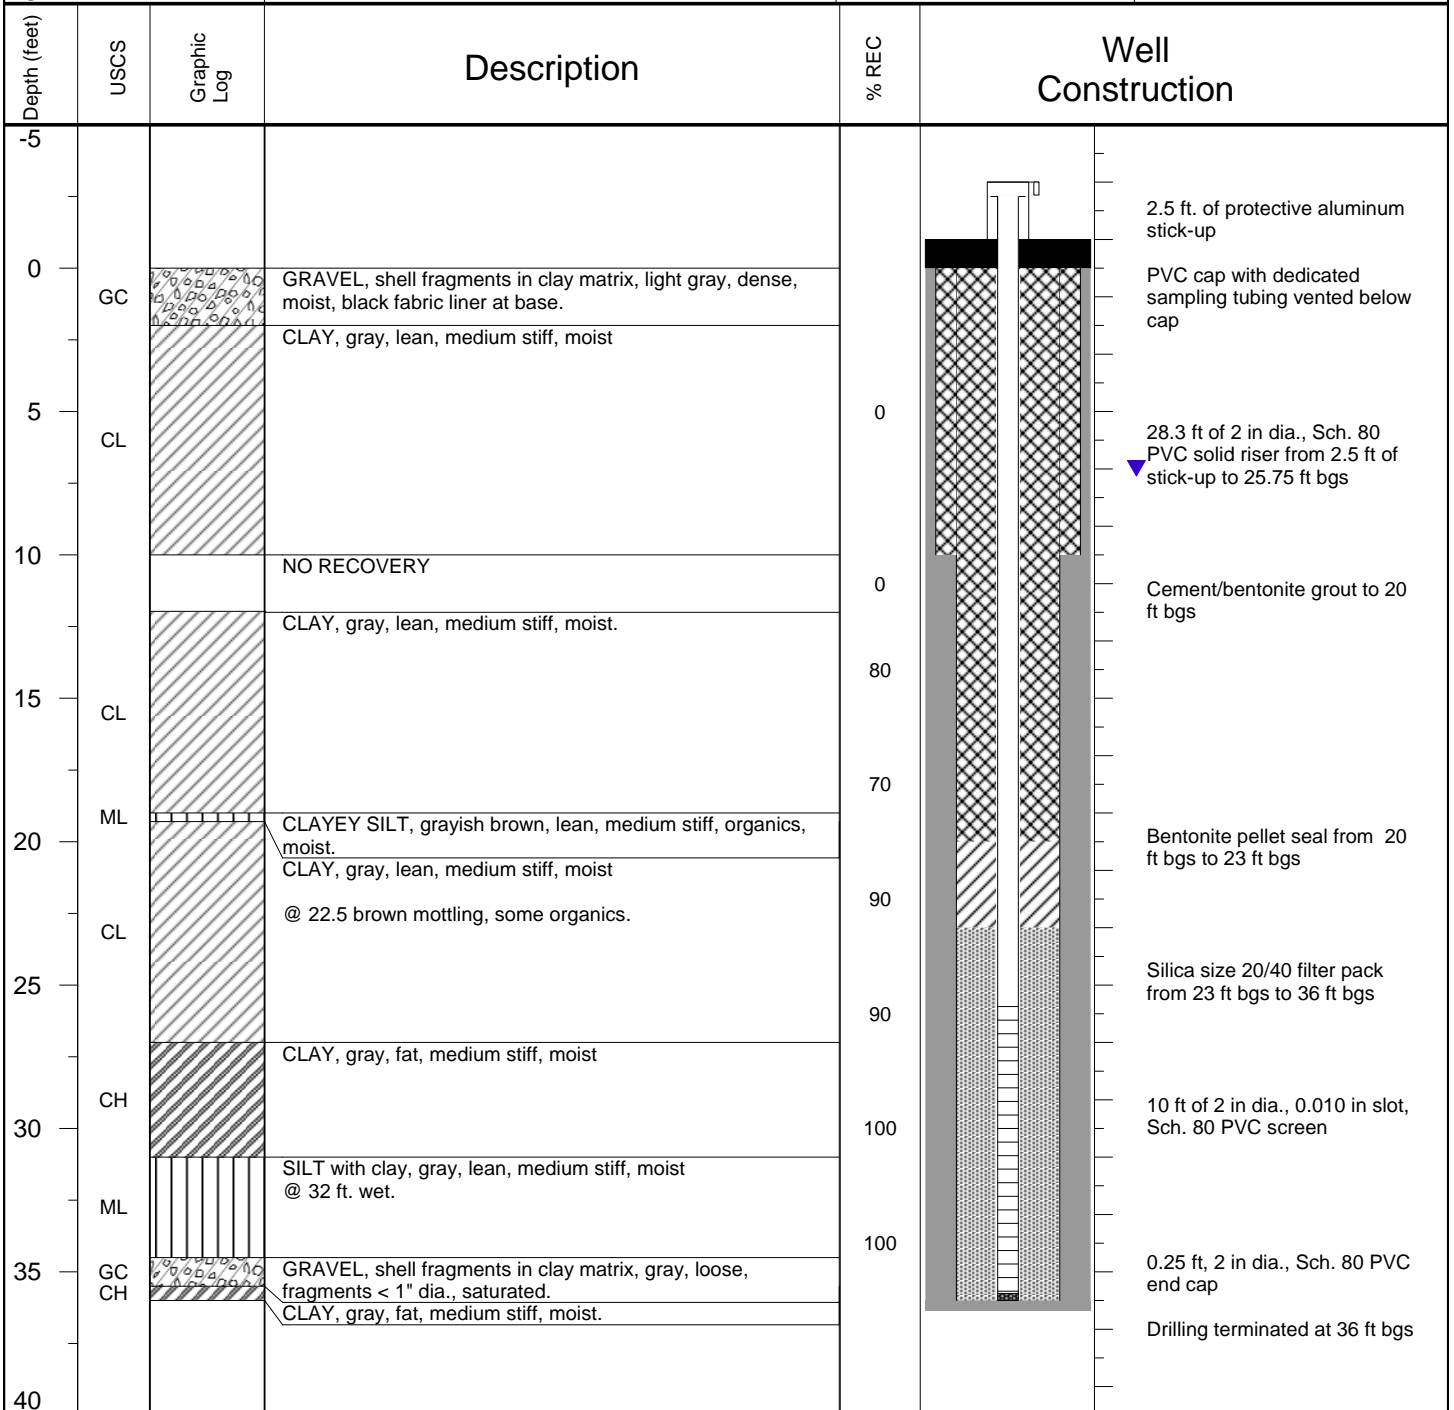 Depth (feet)
USCS
Graphic
Log
Description
% REC
Well
Construction
-5
0
5
10
15
20
25
30
35
40
GC
CL
CL
ML
CL
CH
ML
GC
CH
GRAVEL, shell fragments in clay matrix, light gray, dense,
moist, black fabric liner at base.
CLAY, gray, lean, medium stiff, moist
NO RECOVERY
CLAY, gray, lean, medium stiff, moist.
CLAYEY SILT, grayish brown, lean, medium stiff, organics,
moist.
CLAY, gray, lean, medium stiff, moist
@ 22.5 brown mottling, some organics.
CLAY, gray, fat, medium stiff, moist
SILT with clay, gray, lean, medium stiff, moist
@ 32 ft. wet.
GRAVEL, shell fragments in clay matrix, gray, loose,
fragments < 1" dia., saturated.
CLAY, gray, fat, medium stiff, moist.
0
0
80
70
90
90
100
100
2.5 ft. of protective aluminum
stick-up
PVC cap with dedicated
sampling tubing vented below
cap
28.3 ft of 2 in dia., Sch. 80
PVC solid riser from 2.5 ft of
stick-up to 25.75 ft bgs
Cement/bentonite grout to 20
ft bgs
Bentonite pellet seal from 20
ft bgs to 23 ft bgs
Silica size 20/40 filter pack
from 23 ft bgs to 36 ft bgs
10 ft of 2 in dia., 0.010 in slot,
Sch. 80 PVC screen
0.25 ft, 2 in dia., Sch. 80 PVC
end cap
Drilling terminated at 36 ft bgs